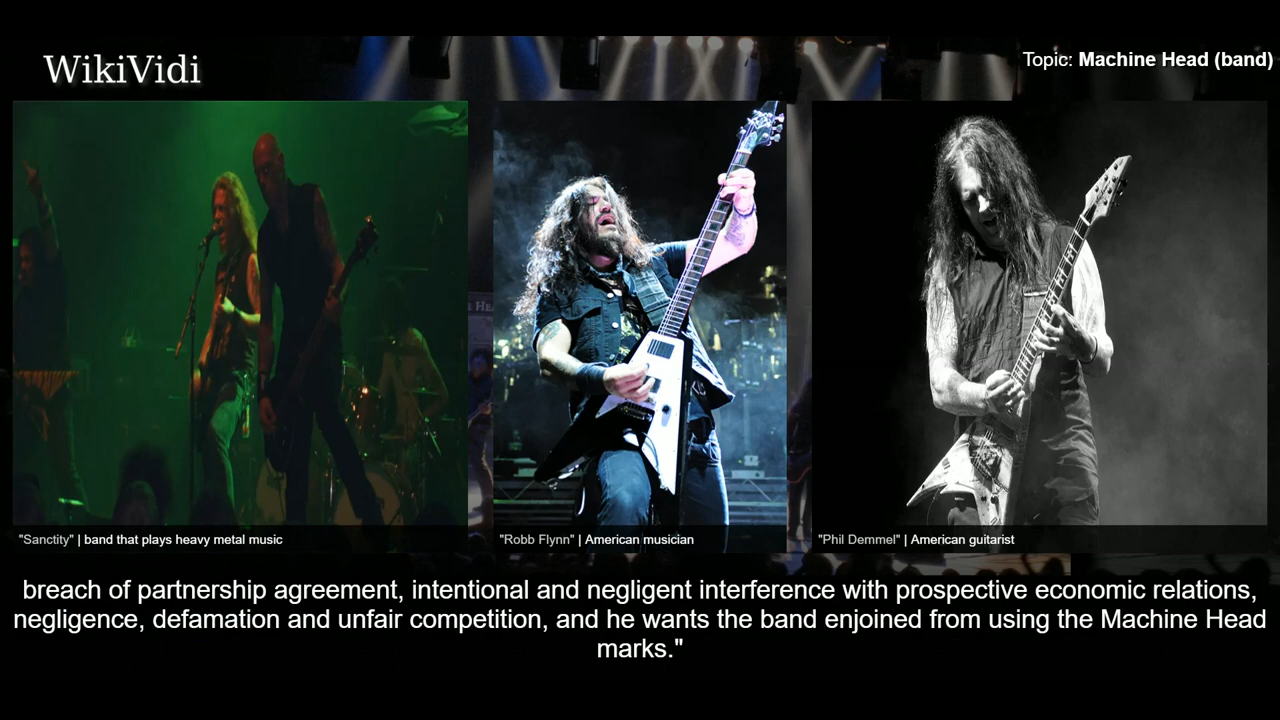 WikiVidi
Topic: Machine Head (band)
"Sanctity" | band that plays heavy metal music
"Robb Flynn" | American musician
"Phil Demmel" | American guitarist
breach of partnership agreement, intentional and negligent interference with prospective economic relations,
negligence, defamation and unfair competition, and he wants the band enjoined from using the Machine Head
marks."